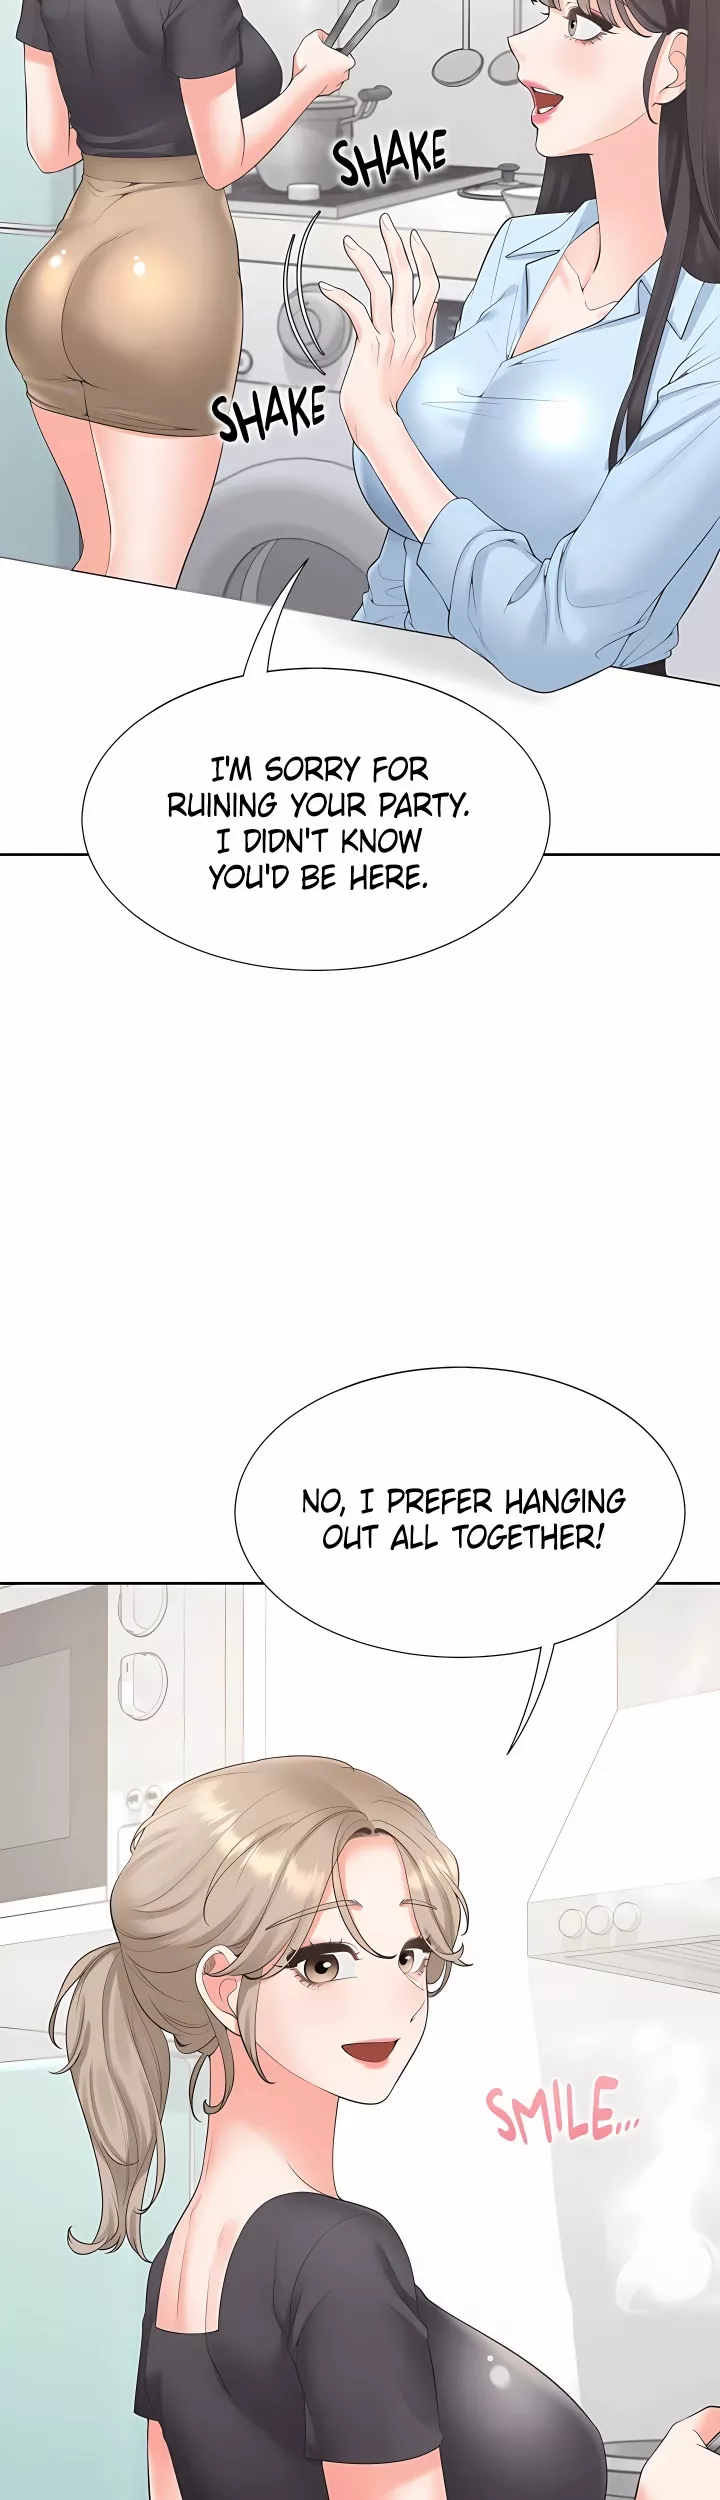 SHAKE
SHAKE
I'M SORRY FOR
RUINING YOUR PARTY.
I DIDN'T KNOW
YOU'D BE HERE.
NO, I PREFER HANGING
OUT ALL TOGETHER!
SMILE...